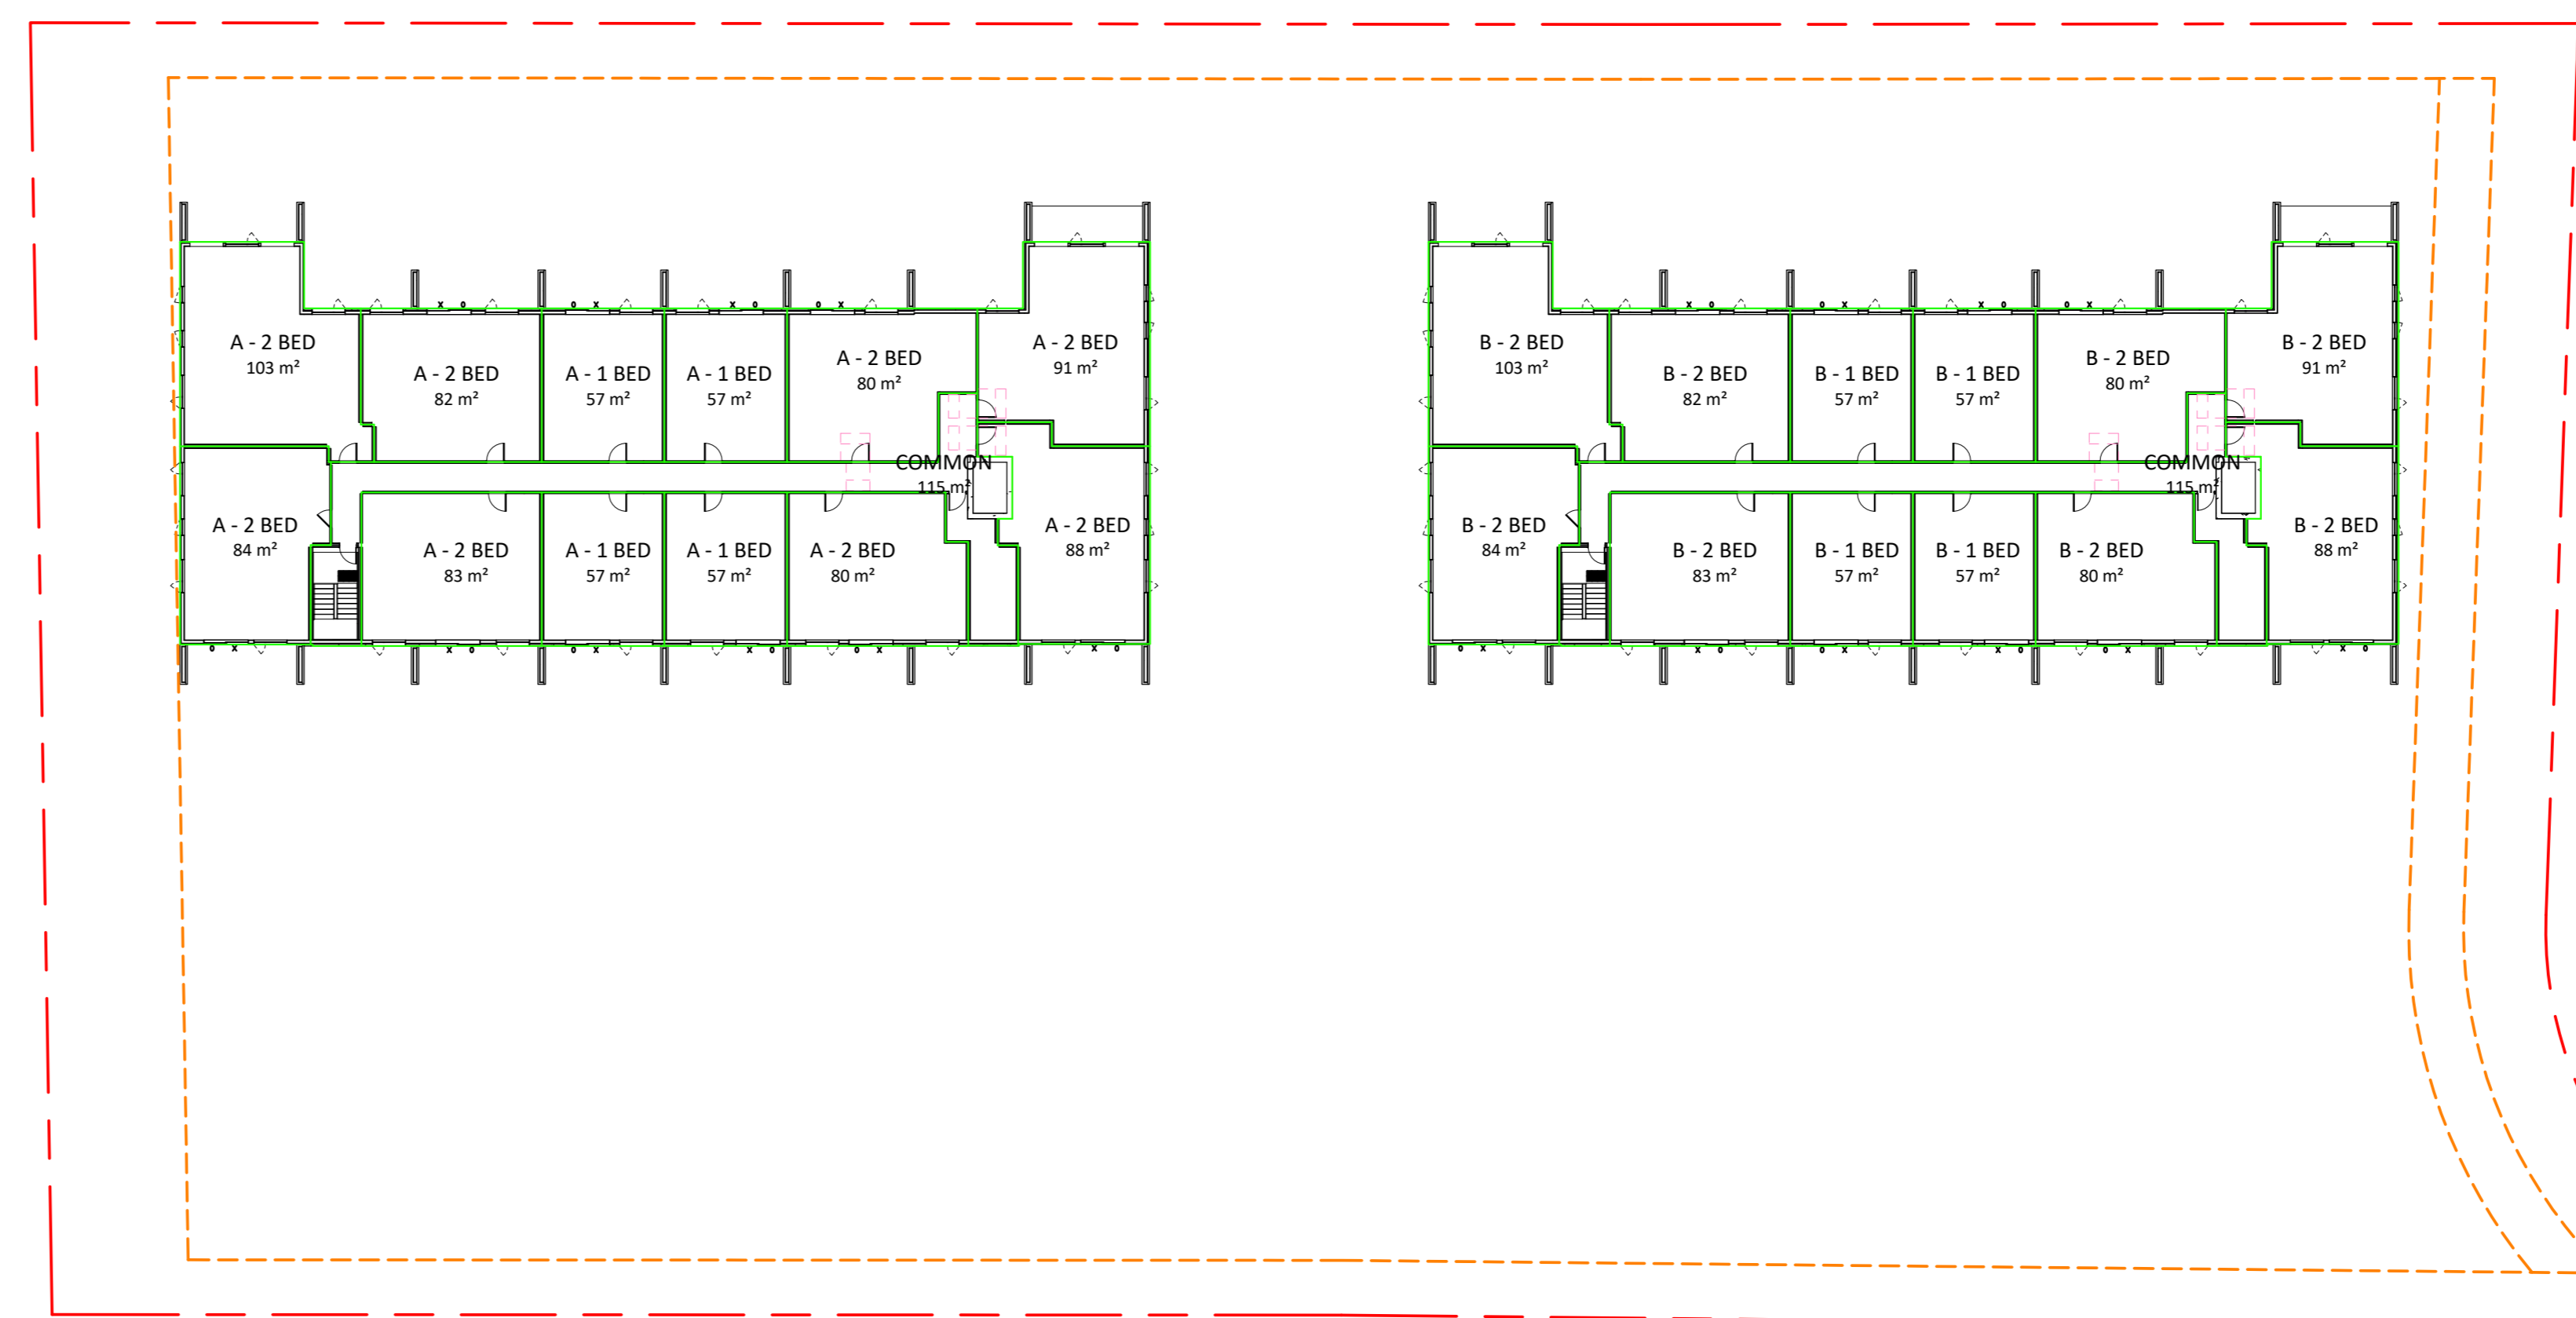 A - 2 BED
103 m²
A - 2 BED
82 m²
A - 1 BED
57 m²
A - 1 BED
57 m²
A - 2 BED
80 m²
A - 2 BED
91 m²
COMMON
115 m²
A - 2 BED
84 m²
A - 2 BED
83 m²
A - 1 BED
57 m²
A - 1 BED
57 m²
A - 2 BED
80 m²
A - 2 BED
88 m²
B - 2 BED
103 m²
B - 2 BED
82 m²
B - 1 BED
57 m²
B - 1 BED
57 m²
B - 2 BED
80 m²
B - 2 BED
91 m²
COMMON
115 m²
B - 2 BED
84 m²
B - 2 BED
83 m²
B - 1 BED
57 m²
B - 1 BED
57 m²
B - 2 BED
80 m²
B - 2 BED
88 m²